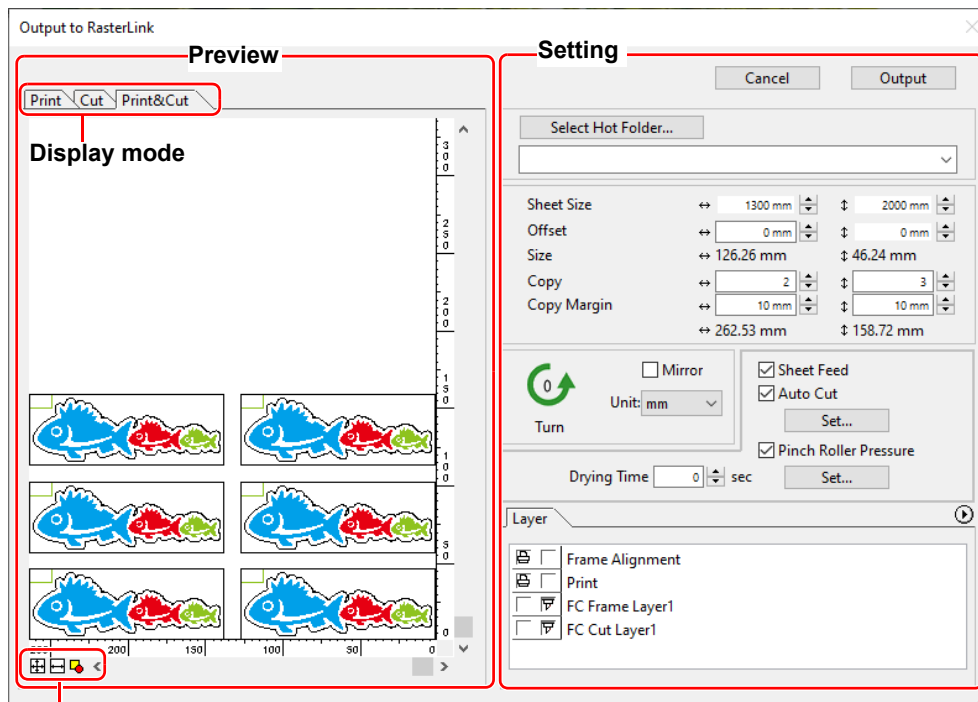 Output to RasterLink
Preview
Setting
Cancel
Output
Print
Cut
Print&Cut
Display mode
Select Hot Folder...
Sheet Size ↔ 1300 mm ↕ 2000 mm
Offset ↔ 0 mm ↕ 0 mm
Size ↔ 126.26 mm ↕ 46.24 mm
Copy ↔ 2 ↕ 3
Copy Margin ↔ 10 mm ↕ 10 mm
↔ 262.53 mm ↕ 158.72 mm
0
Turn
Mirror
Unit: mm
Sheet Feed
Auto Cut
Set...
Pinch Roller Pressure
Set...
Drying Time 0 sec
Layer
Frame Alignment
Print
FC Frame Layer1
FC Cut Layer1
300
250
200
150
100
50
0
200 150 100 50 0